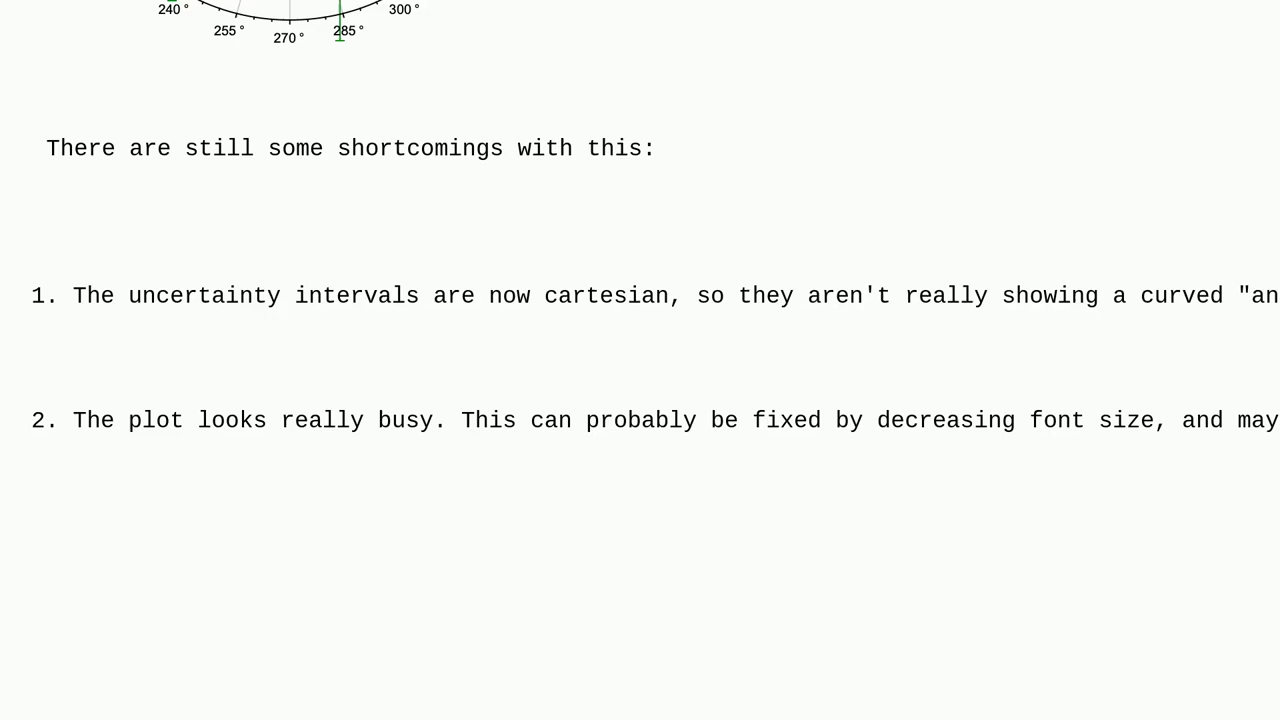 240° 300°
255° 285°
270°
There are still some shortcomings with this:
1. The uncertainty intervals are now cartesian, so they aren't really showing a curved "an
2. The plot looks really busy. This can probably be fixed by decreasing font size, and may